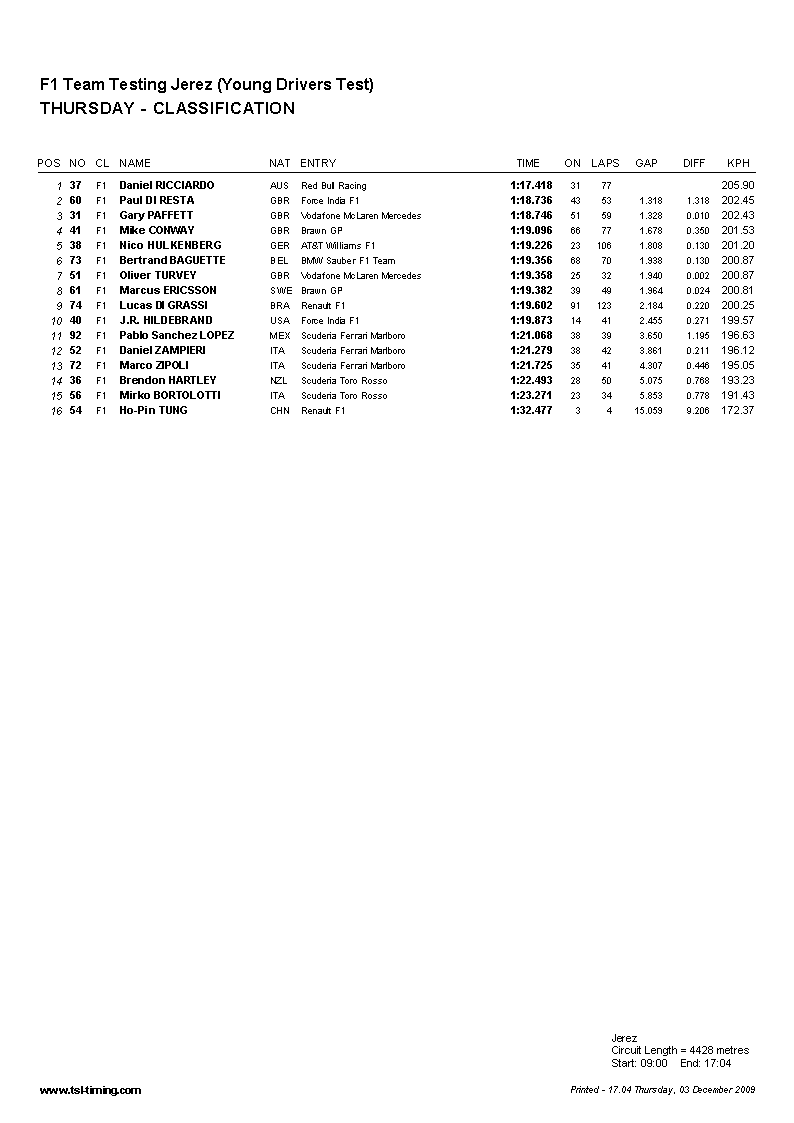 F1 Team Testing Jerez (Young Drivers Test)
THURSDAY - CLASSIFICATION
POS NO CL NAME NAT ENTRY TIME ON LAPS GAP DIFF KPH
1 37 F1 Daniel RICCIARDO AUS Red Bull Racing 1:17.418 31 77 205.90
2 60 F1 Paul DI RESTA GBR Force India F1 1:18.736 43 53 1.318 1.318 202.45
3 31 F1 Gary PAFFETT GBR Vodafone McLaren Mercedes 1:18.746 51 59 1.328 0.010 202.43
4 41 F1 Mike CONWAY GBR Brawn GP 1:19.096 66 77 1.678 0.350 201.53
5 38 F1 Nico HULKENBERG GER AT&T Williams F1 1:19.226 23 106 1.808 0.130 201.20
6 73 F1 Bertrand BAGUETTE BEL BMW Sauber F1 Team 1:19.356 68 70 1.938 0.130 200.87
7 51 F1 Oliver TURVEY GBR Vodafone McLaren Mercedes 1:19.358 25 32 1.940 0.002 200.87
8 61 F1 Marcus ERICSSON SWE Brawn GP 1:19.382 39 49 1.964 0.024 200.81
9 74 F1 Lucas DI GRASSI BRA Renault F1 1:19.602 91 123 2.184 0.220 200.25
10 40 F1 J.R. HILDEBRAND USA Force India F1 1:19.873 14 41 2.455 0.271 199.57
11 92 F1 Pablo Sanchez LOPEZ MEX Scuderia Ferrari Marlboro 1:21.068 38 39 3.650 1.195 196.63
12 52 F1 Daniel ZAMPIERI ITA Scuderia Ferrari Marlboro 1:21.279 38 42 3.861 0.211 196.12
13 72 F1 Marco ZIPOLI ITA Scuderia Ferrari Marlboro 1:21.725 35 41 4.307 0.446 195.05
14 36 F1 Brendon HARTLEY NZL Scuderia Toro Rosso 1:22.493 28 50 5.075 0.768 193.23
15 56 F1 Mirko BORTOLOTTI ITA Scuderia Toro Rosso 1:23.271 23 34 5.853 0.778 191.43
16 54 F1 Ho-Pin TUNG CHN Renault F1 1:32.477 3 4 15.059 9.206 172.37
Jerez
Circuit Length = 4428 metres
Start: 09:00 End: 17:04
www.tsl-timing.com Printed - 17:04 Thursday, 03 December 2009